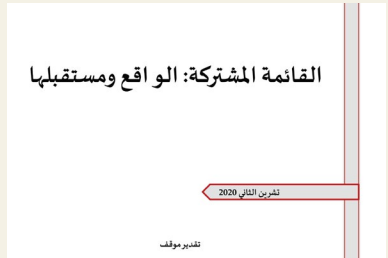 القائمة المشتركة: الواقع ومستقبلها
تشرين الثاني 2020
تقدير موقف